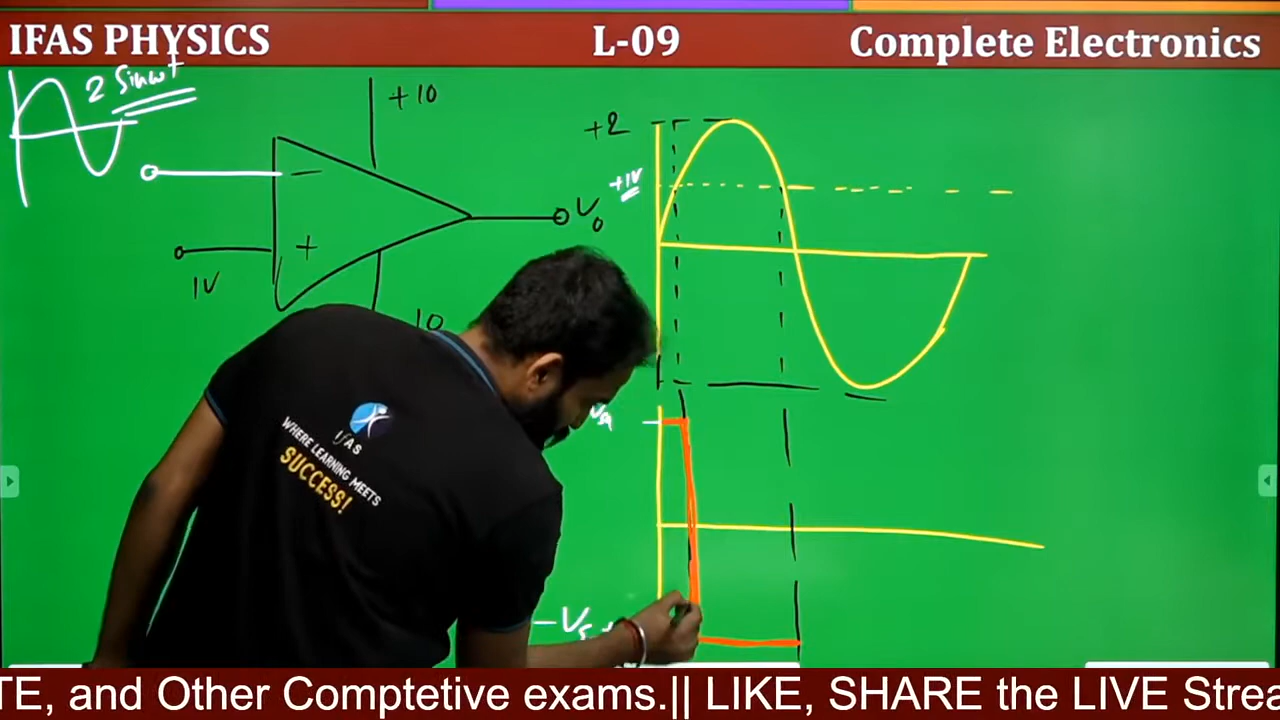 IFAS PHYSICS
L-09
Complete Electronics
2 Sinωt
+10
−
+
1V
V₀
10
+2
+1V
IFAS
WHERE LEARNING MEETS
SUCCESS!
TE, and Other Comptetive exams.|| LIKE, SHARE the LIVE Strea